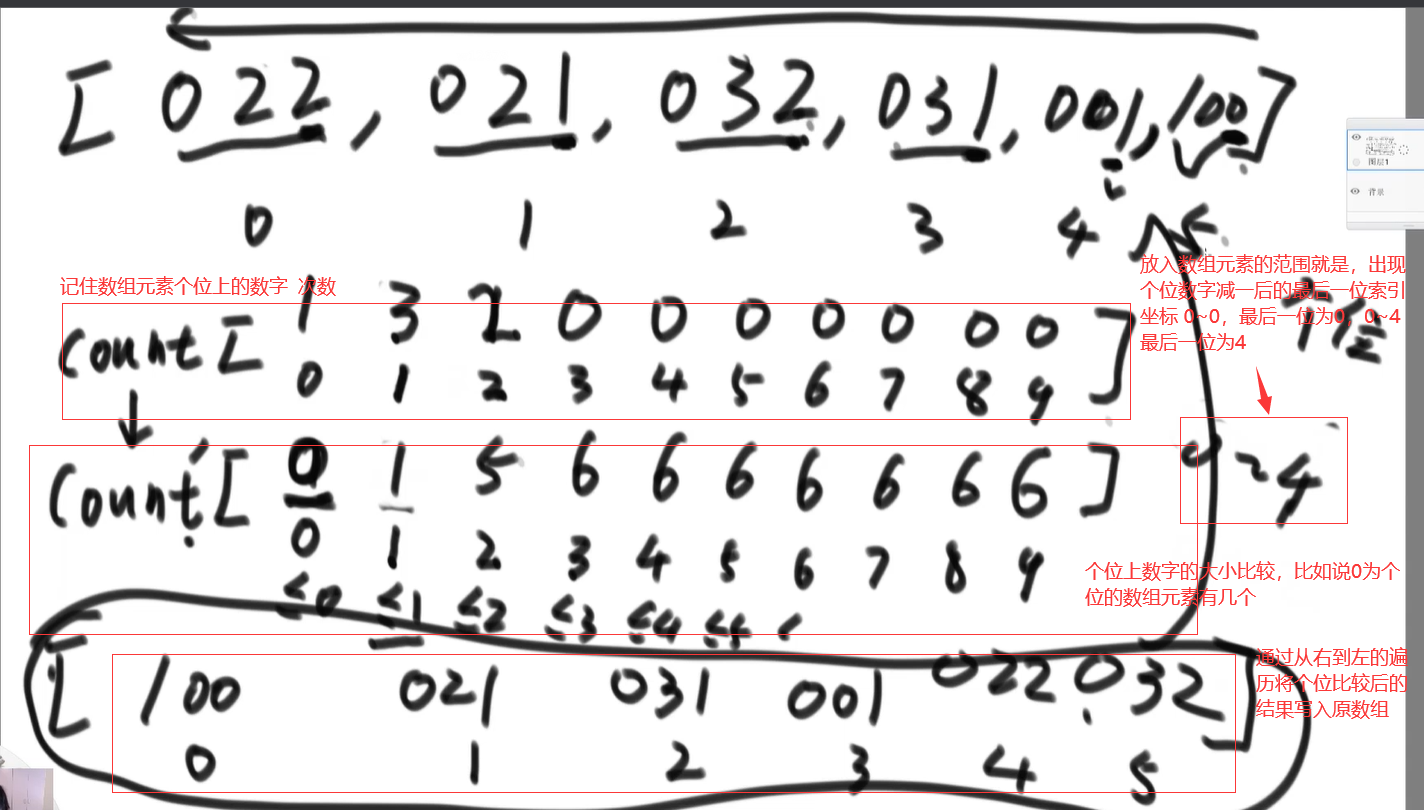 [ 022, 021, 032, 031, 001, 100 ]
0 1 2 3 4 5
放入数组元素的范围就是，出现
个位数字减一后的最后一位索引
坐标 0~0，最后一位为0，0~4
最后一位为4
记住数组元素个位上的数字 次数
1 3 2 0 0 0 0 0 0 0
Count [ ]
0 1 2 3 4 5 6 7 8 9
个位
图层1
背景
Count' [ 0 1 5 6 6 6 6 6 6 6 ]
0 ~ 4
0 1 2 3 4 5 6 7 8 9
≤0 ≤1 ≤2 ≤3 ≤4 ≤5
个位上数字的大小比较，比如说0为个
位的数组元素有几个
[ 100 021 031 001 022 032 ]
0 1 2 3 4 5
通过从右到左的遍
历将个位比较后的
结果写入原数组